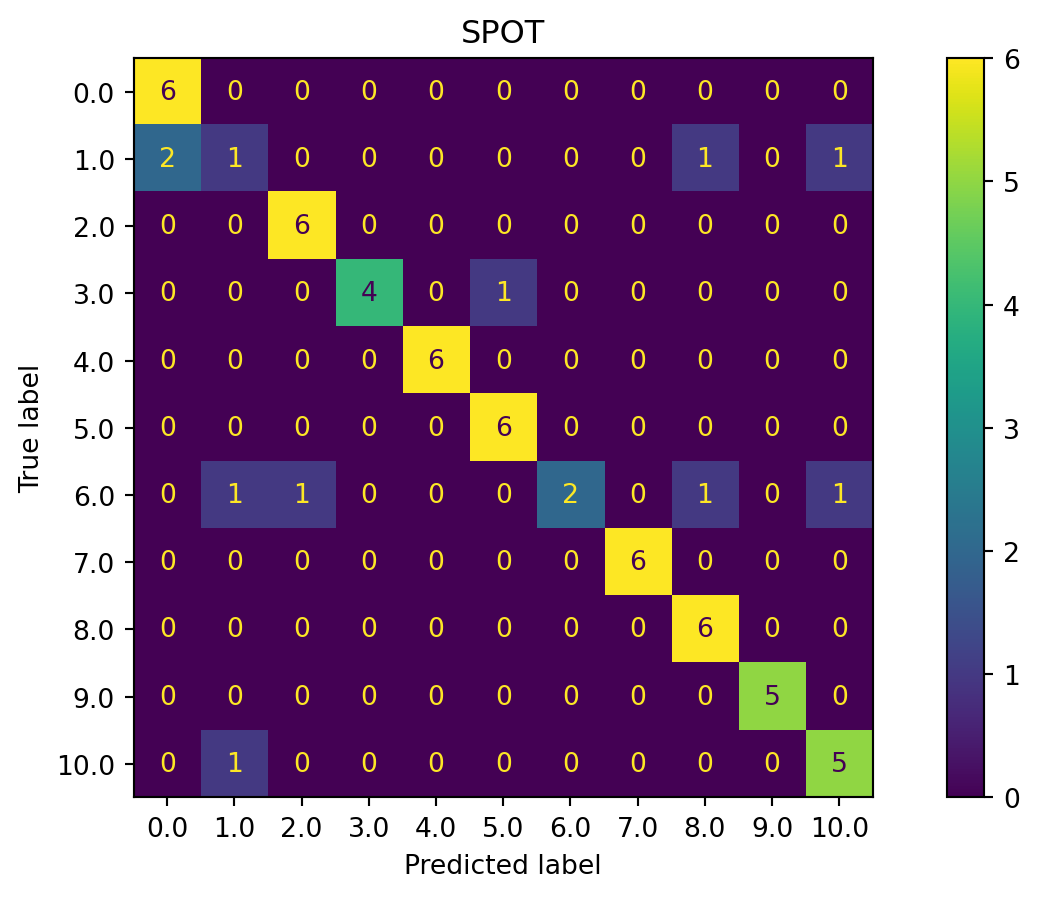 SPOT
0.0 6 0 0 0 0 0 0 0 0 0 0
1.0 2 1 0 0 0 0 0 0 1 0 1
2.0 0 0 6 0 0 0 0 0 0 0 0
3.0 0 0 0 4 0 1 0 0 0 0 0
4.0 0 0 0 0 6 0 0 0 0 0 0
5.0 0 0 0 0 0 6 0 0 0 0 0
6.0 0 1 1 0 0 0 2 0 1 0 1
7.0 0 0 0 0 0 0 0 6 0 0 0
8.0 0 0 0 0 0 0 0 0 6 0 0
9.0 0 0 0 0 0 0 0 0 0 5 0
10.0 0 1 0 0 0 0 0 0 0 0 5
0.0 1.0 2.0 3.0 4.0 5.0 6.0 7.0 8.0 9.0 10.0
Predicted label
True label
6
5
4
3
2
1
0